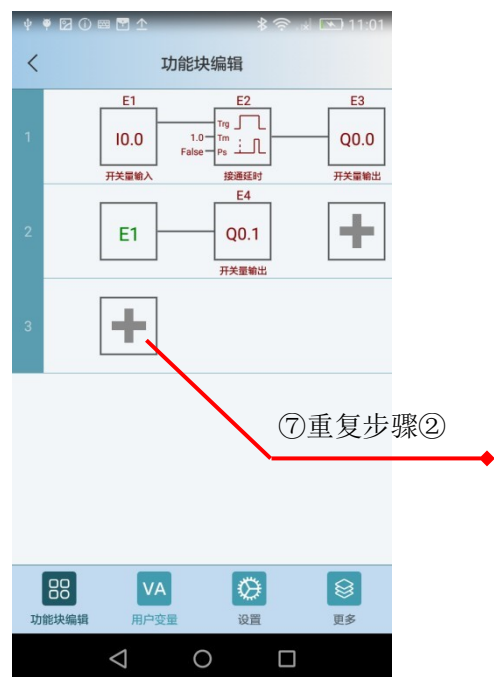 11:01
功能块编辑
E1 E2 E3
1 I0.0 1.0 False Trg Tm Ps Q0.0
开关量输入 接通延时 开关量输出
E4
2 E1 Q0.1
开关量输出
3
⑦重复步骤②
VA
功能块编辑 用户变量 设置 更多